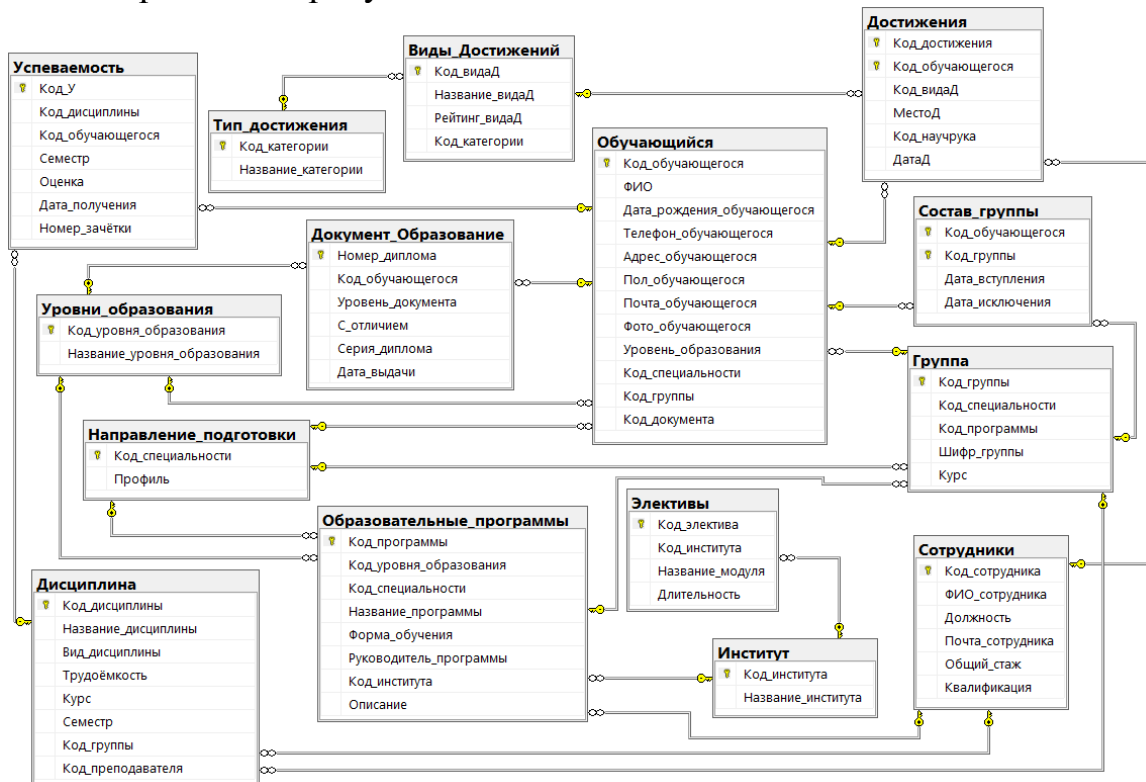 Успеваемость
Код_У
Код_дисциплины
Код_обучающегося
Семестр
Оценка
Дата_получения
Номер_зачётки
Тип_достижения
Код_категории
Название_категории
Виды_Достижений
Код_видаД
Название_видаД
Рейтинг_видаД
Код_категории
Достижения
Код_достижения
Код_обучающегося
Код_видаД
МестоД
Код_научрука
ДатаД
Обучающийся
Код_обучающегося
ФИО
Дата_рождения_обучающегося
Телефон_обучающегося
Адрес_обучающегося
Пол_обучающегося
Почта_обучающегося
Фото_обучающегося
Уровень_образования
Код_специальности
Код_группы
Код_документа
Состав_группы
Код_обучающегося
Код_группы
Дата_вступления
Дата_исключения
Документ_Образование
Номер_диплома
Код_обучающегося
Уровень_документа
С_отличием
Серия_диплома
Дата_выдачи
Уровни_образования
Код_уровня_образования
Название_уровня_образования
Группа
Код_группы
Код_специальности
Код_программы
Шифр_группы
Курс
Направление_подготовки
Код_специальности
Профиль
Образовательные_программы
Код_программы
Код_уровня_образования
Код_специальности
Название_программы
Форма_обучения
Руководитель_программы
Код_института
Описание
Элективы
Код_электива
Код_института
Название_модуля
Длительность
Сотрудники
Код_сотрудника
ФИО_сотрудника
Должность
Почта_сотрудника
Общий_стаж
Квалификация
Дисциплина
Код_дисциплины
Название_дисциплины
Вид_дисциплины
Трудоёмкость
Курс
Семестр
Код_группы
Код_преподавателя
Институт
Код_института
Название_института